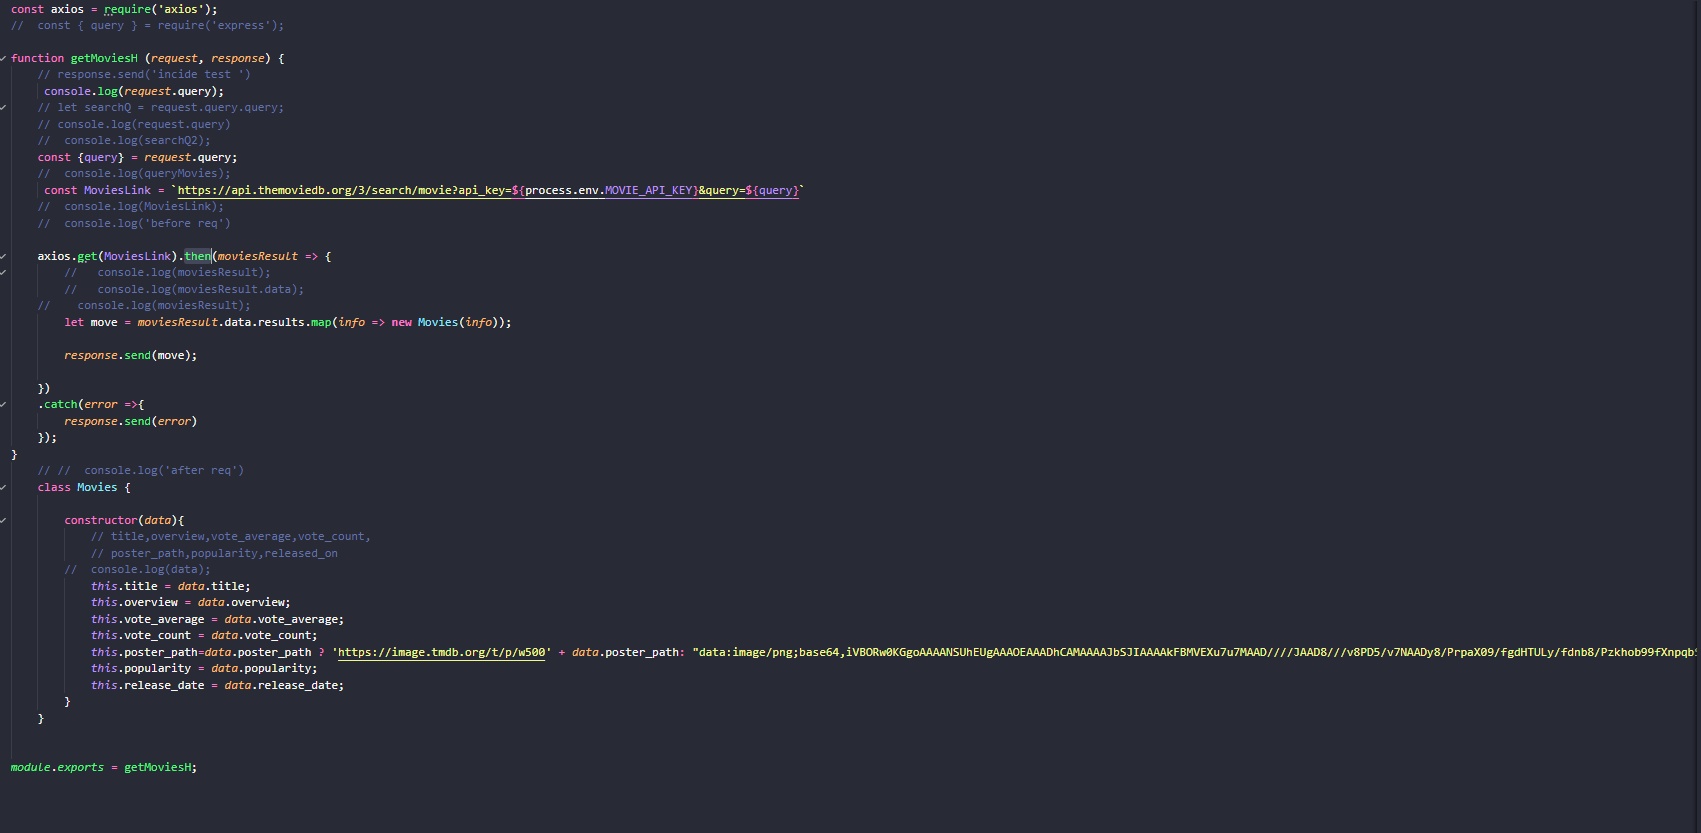 const axios = require('axios');
//  const { query } = require('express');
function getMoviesH (request, response) {
// response.send('incide test ')
console.log(request.query);
// let searchQ = request.query.query;
// console.log(request.query)
//  console.log(searchQ2);
const {query} = request.query;
//  console.log(queryMovies);
const MoviesLink = `https://api.themoviedb.org/3/search/movie?api_key=${process.env.MOVIE_API_KEY}&query=${query}`
//  console.log(MoviesLink);
//  console.log('before req')
axios.get(MoviesLink).then(moviesResult => {
//   console.log(moviesResult);
//   console.log(moviesResult.data);
//    console.log(moviesResult);
let move = moviesResult.data.results.map(info => new Movies(info));
response.send(move);
})
.catch(error =>{
response.send(error)
});
}
// //  console.log('after req')
class Movies {
constructor(data){
// title,overview,vote_average,vote_count,
// poster_path,popularity,released_on
//  console.log(data);
this.title = data.title;
this.overview = data.overview;
this.vote_average = data.vote_average;
this.vote_count = data.vote_count;
this.poster_path=data.poster_path ? 'https://image.tmdb.org/t/p/w500' + data.poster_path: "data:image/png;base64,iVBORw0KGgoAAAANSUhEUgAAAOEAAADhCAMAAAAJbSJIAAAAkFBMVEXu7u7MAAD////JAAD8///v8PD5/v7NAADy8/PrpaX09/fgdHTULy/fdnb8/Pzkhob99fXnpqb
this.popularity = data.popularity;
this.release_date = data.release_date;
}
}
module.exports = getMoviesH;